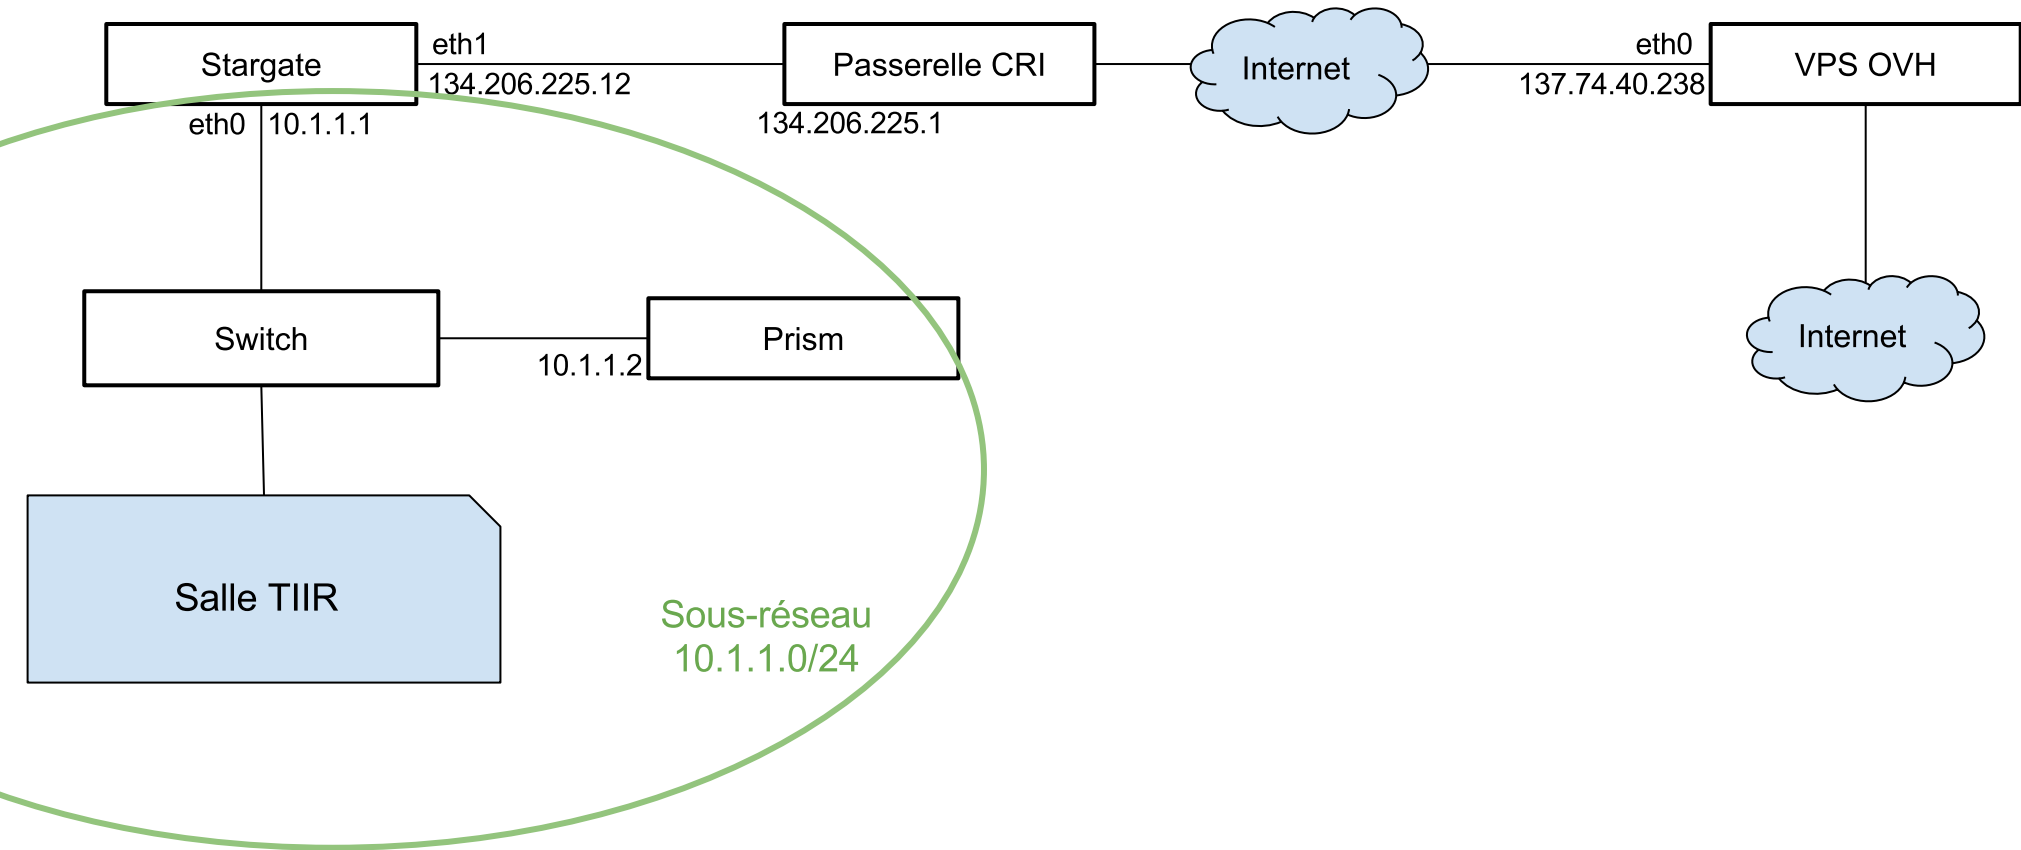 Stargate
eth1
134.206.225.12
Passerelle CRI
134.206.225.1
Internet
eth0
137.74.40.238
VPS OVH
eth0
10.1.1.1
Switch
10.1.1.2
Prism
Internet
Salle TIIR
Sous-réseau
10.1.1.0/24